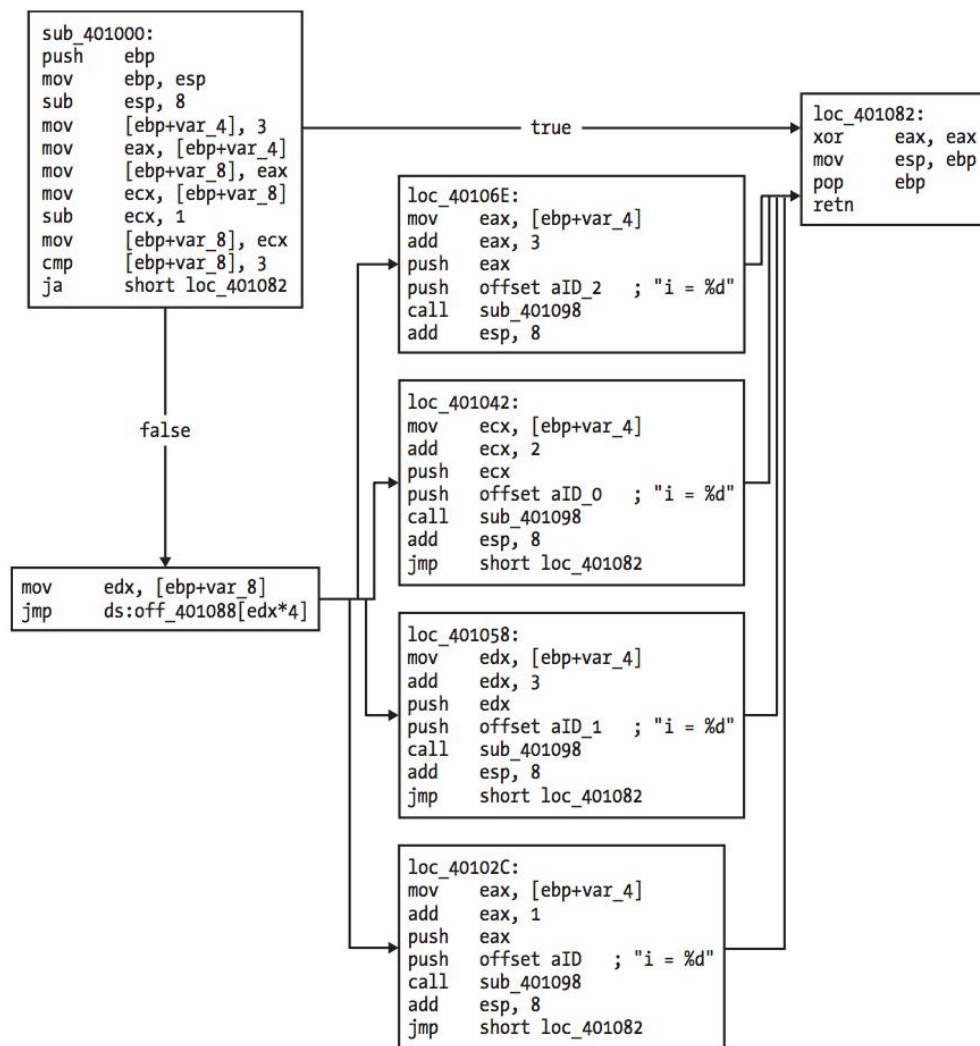 sub_401000:
push ebp
mov ebp, esp
sub esp, 8
mov [ebp+var_4], 3
mov eax, [ebp+var_4]
mov [ebp+var_8], eax
mov ecx, [ebp+var_8]
sub ecx, 1
mov [ebp+var_8], ecx
cmp [ebp+var_8], 3
ja short loc_401082
true
loc_401082:
xor eax, eax
mov esp, ebp
pop ebp
retn
false
mov edx, [ebp+var_8]
jmp ds:off_401088[edx*4]
loc_40106E:
mov eax, [ebp+var_4]
add eax, 3
push eax
push offset aID_2 ; "i = %d"
call sub_401098
add esp, 8
loc_401042:
mov ecx, [ebp+var_4]
add ecx, 2
push ecx
push offset aID_0 ; "i = %d"
call sub_401098
add esp, 8
jmp short loc_401082
loc_401058:
mov edx, [ebp+var_4]
add edx, 3
push edx
push offset aID_1 ; "i = %d"
call sub_401098
add esp, 8
jmp short loc_401082
loc_40102C:
mov eax, [ebp+var_4]
add eax, 1
push eax
push offset aID ; "i = %d"
call sub_401098
add esp, 8
jmp short loc_401082